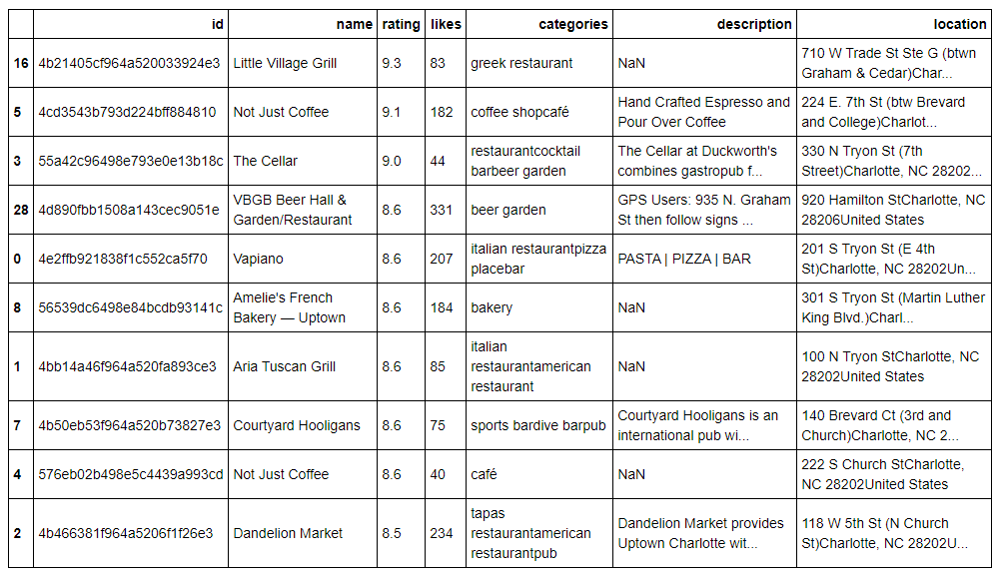 id name rating likes categories description location
16 4b21405cf964a520033924e3 Little Village Grill 9.3 83 greek restaurant NaN 710 W Trade St Ste G (btwn
Graham & Cedar)Char...
5 4cd3543b793d224bff884810 Not Just Coffee 9.1 182 coffee shopcafé Hand Crafted Espresso and
Pour Over Coffee 224 E. 7th St (btw Brevard
and College)Charlot...
3 55a42c96498e793e0e13b18c The Cellar 9.0 44 restaurantcocktail
barbeer garden The Cellar at Duckworth's
combines gastropub f... 330 N Tryon St (7th
Street)Charlotte, NC 28202...
28 4d890fbb1508a143cec9051e VBGB Beer Hall &
Garden/Restaurant 8.6 331 beer garden GPS Users: 935 N. Graham
St then follow signs ... 920 Hamilton StCharlotte, NC
28206United States
0 4e2ffb921838f1c552ca5f70 Vapiano 8.6 207 italian restaurantpizza
placebar PASTA | PIZZA | BAR 201 S Tryon St (E 4th
St)Charlotte, NC 28202Un...
8 56539dc6498e84bcdb93141c Amelie's French
Bakery — Uptown 8.6 184 bakery NaN 301 S Tryon St (Martin Luther
King Blvd.)Charl...
1 4bb14a46f964a520fa893ce3 Aria Tuscan Grill 8.6 85 italian
restaurantamerican
restaurant NaN 100 N Tryon StCharlotte, NC
28202United States
7 4b50eb53f964a520b73827e3 Courtyard Hooligans 8.6 75 sports bardive barpub Courtyard Hooligans is an
international pub wi... 140 Brevard Ct (3rd and
Church)Charlotte, NC 2...
4 576eb02b498e5c4439a993cd Not Just Coffee 8.6 40 café NaN 222 S Church StCharlotte,
NC 28202United States
2 4b466381f964a5206f1f26e3 Dandelion Market 8.5 234 tapas
restaurantamerican
restaurantpub Dandelion Market provides
Uptown Charlotte wit... 118 W 5th St (N Church
St)Charlotte, NC 28202U...